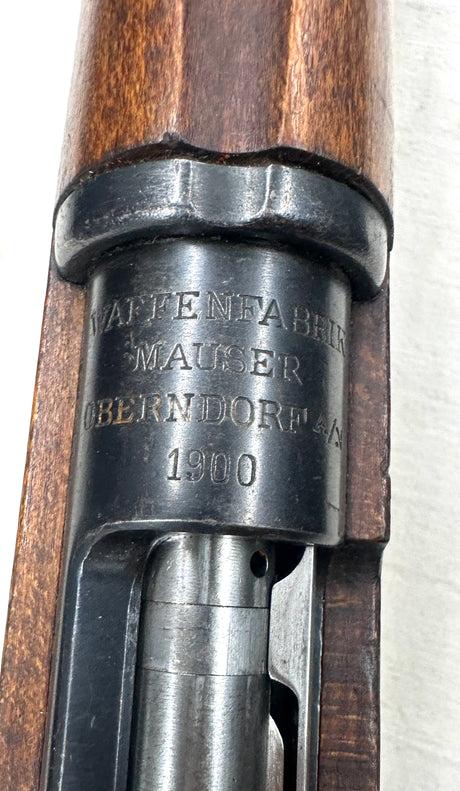 WAFFENFABRIK
MAUSER
OBERNDORF A/N
1900